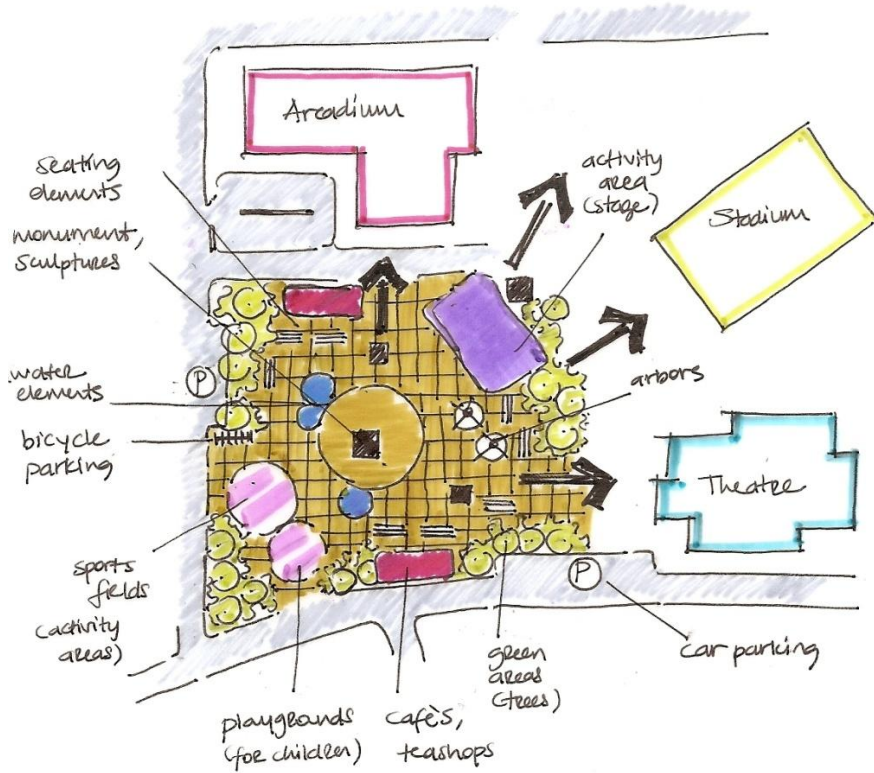 Arcadium
seating
elements
monument,
sculptures
activity
area
(stage)
Stadium
water
elements
P
arbors
bicycle
parking
Theatre
sports
fields
(activity
areas)
P
green
areas
(trees)
car parking
playgrounds
(for children)
cafès,
teashops